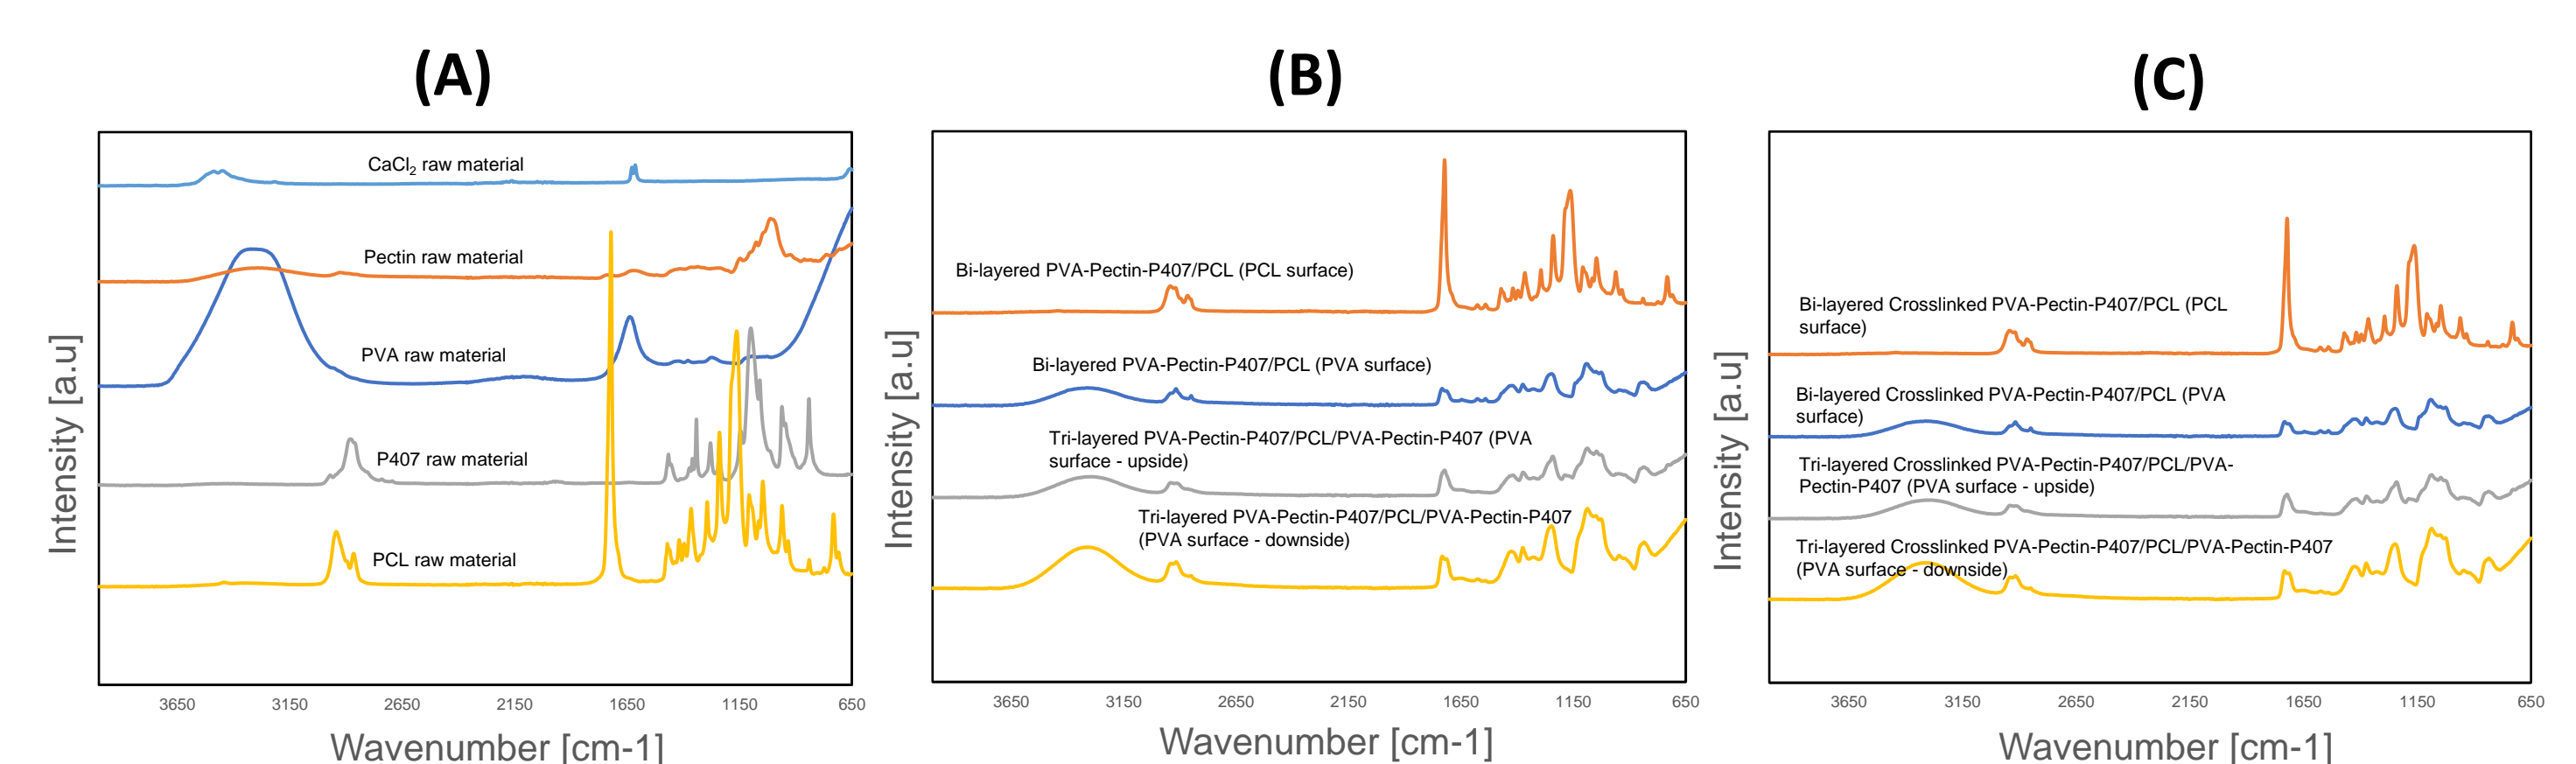 (A)
CaCl2 raw material
Pectin raw material
PVA raw material
P407 raw material
PCL raw material
Intensity [a.u]
3650 3150 2650 2150 1650 1150 650
Wavenumber [cm-1]
(B)
Bi-layered PVA-Pectin-P407/PCL (PCL surface)
Bi-layered PVA-Pectin-P407/PCL (PVA surface)
Tri-layered PVA-Pectin-P407/PCL/PVA-Pectin-P407 (PVA
surface - upside)
Tri-layered PVA-Pectin-P407/PCL/PVA-Pectin-P407
(PVA surface - downside)
Intensity [a.u]
3650 3150 2650 2150 1650 1150 650
Wavenumber [cm-1]
(C)
Bi-layered Crosslinked PVA-Pectin-P407/PCL (PCL
surface)
Bi-layered Crosslinked PVA-Pectin-P407/PCL (PVA
surface)
Tri-layered Crosslinked PVA-Pectin-P407/PCL/PVA-
Pectin-P407 (PVA surface - upside)
Tri-layered Crosslinked PVA-Pectin-P407/PCL/PVA-Pectin-P407
(PVA surface - downside)
Intensity [a.u]
3650 3150 2650 2150 1650 1150 650
Wavenumber [cm-1]